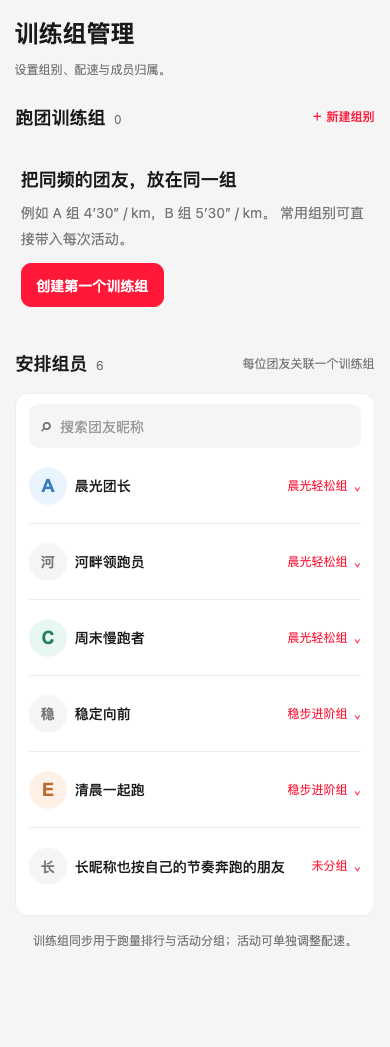 训练组管理
设置组别、配速与成员归属。
跑团训练组 0
+ 新建组别
把同频的团友，放在同一组
例如 A 组 4’30” / km，B 组 5’30” / km。 常用组别可直
接带入每次活动。
创建第一个训练组
安排组员 6
每位团友关联一个训练组
搜索团友昵称
A 晨光团长 晨光轻松组
河 河畔领跑员 晨光轻松组
C 周末慢跑者 晨光轻松组
稳 稳定向前 稳步进阶组
E 清晨一起跑 稳步进阶组
长 长昵称也按自己的节奏奔跑的朋友 未分组
训练组同步用于跑量排行与活动分组；活动可单独调整配速。